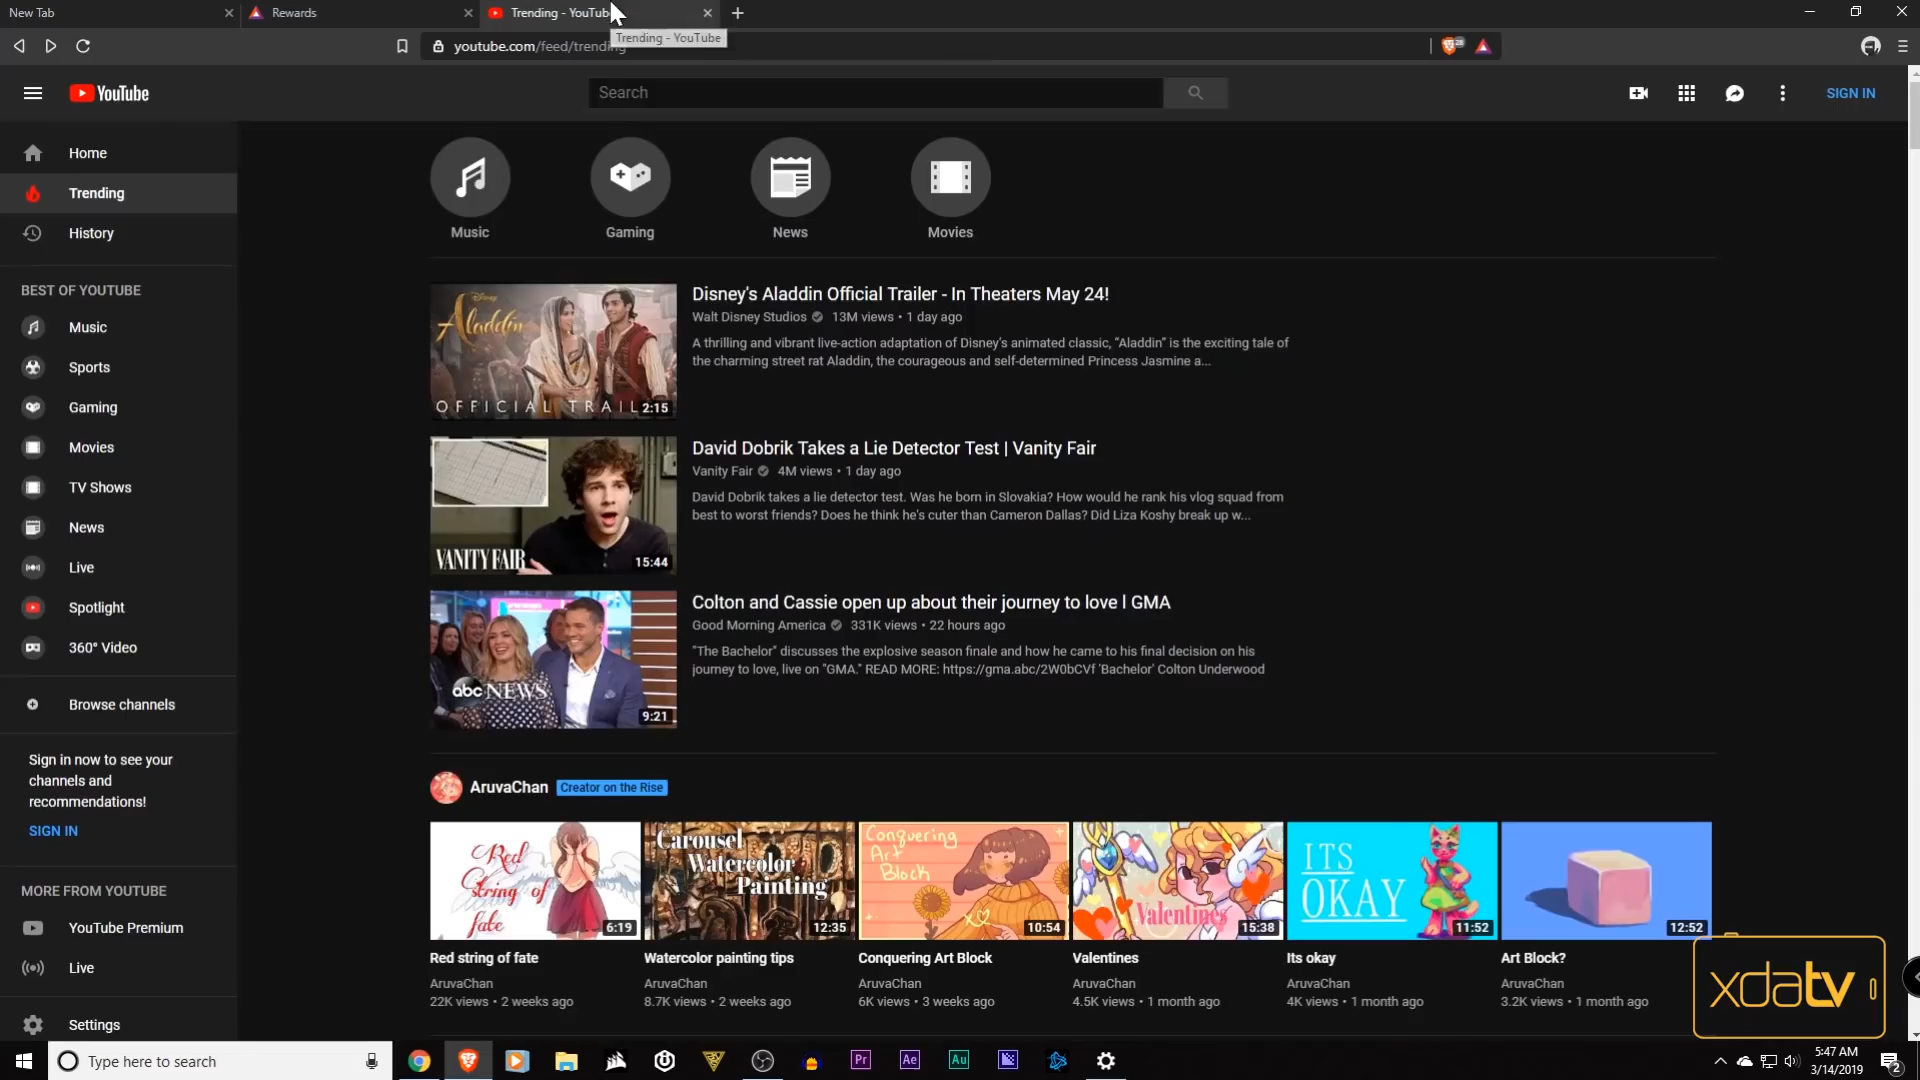 New Tab
Rewards
Trending - YouTub
Trending - YouTube
youtube.com/feed/trending
28
YouTube
Search
SIGN IN
Home
Trending
History
BEST OF YOUTUBE
Music
Sports
Gaming
Movies
TV Shows
News
Live
Spotlight
360° Video
Browse channels
Sign in now to see your
channels and
recommendations!
SIGN IN
MORE FROM YOUTUBE
YouTube Premium
Live
Settings
Music
Gaming
News
Movies
Disney
Aladdin
OFFICIAL TRAIL
2:15
Disney's Aladdin Official Trailer - In Theaters May 24!
Walt Disney Studios 13M views • 1 day ago
A thrilling and vibrant live-action adaptation of Disney's animated classic, “Aladdin” is the exciting tale of
the charming street rat Aladdin, the courageous and self-determined Princess Jasmine a...
VANITY FAIR
15:44
David Dobrik Takes a Lie Detector Test | Vanity Fair
Vanity Fair 4M views • 1 day ago
David Dobrik takes a lie detector test. Was he born in Slovakia? How would he rank his vlog squad from
best to worst friends? Does he think he's cuter than Cameron Dallas? Did Liza Koshy break up w...
abc NEWS
9:21
Colton and Cassie open up about their journey to love l GMA
Good Morning America 331K views • 22 hours ago
"The Bachelor" discusses the explosive season finale and how he came to his final decision on his
journey to love, live on "GMA." READ MORE: https://gma.abc/2W0bCVf 'Bachelor' Colton Underwood
AruvaChan Creator on the Rise
Red
String of
fate
6:19
Carousel
Watercolor
Painting
12:35
Conquering
Art
Block
10:54
Valentines
15:38
ITS
OKAY
11:52
12:52
Red string of fate
AruvaChan
22K views • 2 weeks ago
Watercolor painting tips
AruvaChan
8.7K views • 2 weeks ago
Conquering Art Block
AruvaChan
6K views • 3 weeks ago
Valentines
AruvaChan
4.5K views • 1 month ago
Its okay
AruvaChan
4K views • 1 month ago
Art Block?
AruvaChan
3.2K views • 1 month ago
xdatv
Type here to search
Pr
Ae
Au
5:47 AM
3/14/2019
2